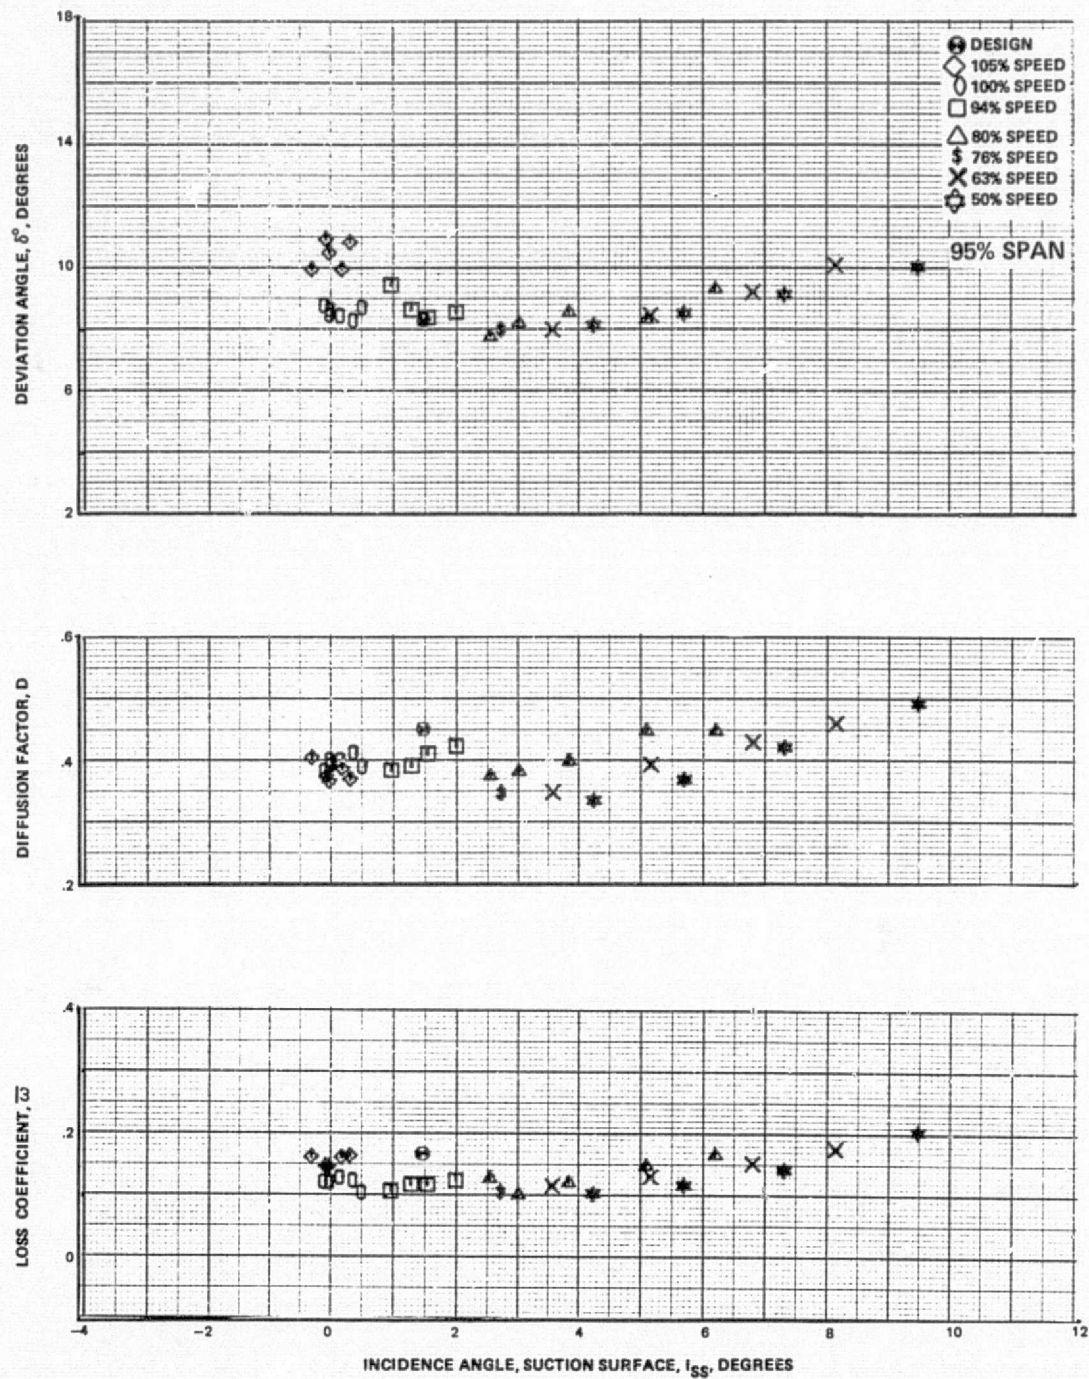 18
14
10
6
2
DEVIATION ANGLE, δ°, DEGREES
DESIGN
105% SPEED
100% SPEED
94% SPEED
80% SPEED
$ 76% SPEED
63% SPEED
50% SPEED
95% SPAN
.6
.4
.2
DIFFUSION FACTOR, D
.4
.2
0
LOSS COEFFICIENT, ω̅
−4 −2 0 2 4 6 8 10 12
INCIDENCE ANGLE, SUCTION SURFACE, ISS, DEGREES